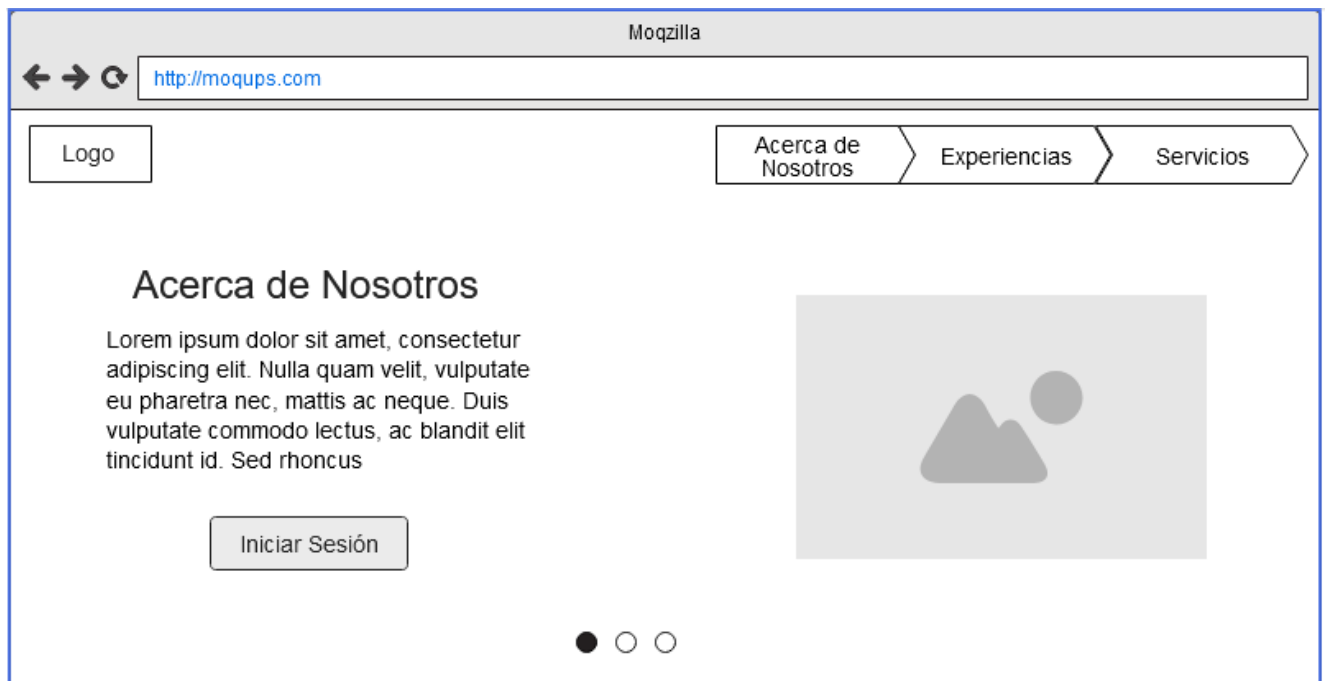 Moqzilla
http://moqups.com
Logo
Acerca de
Nosotros
Experiencias
Servicios
Acerca de Nosotros
Lorem ipsum dolor sit amet, consectetur
adipiscing elit. Nulla quam velit, vulputate
eu pharetra nec, mattis ac neque. Duis
vulputate commodo lectus, ac blandit elit
tincidunt id. Sed rhoncus
Iniciar Sesión